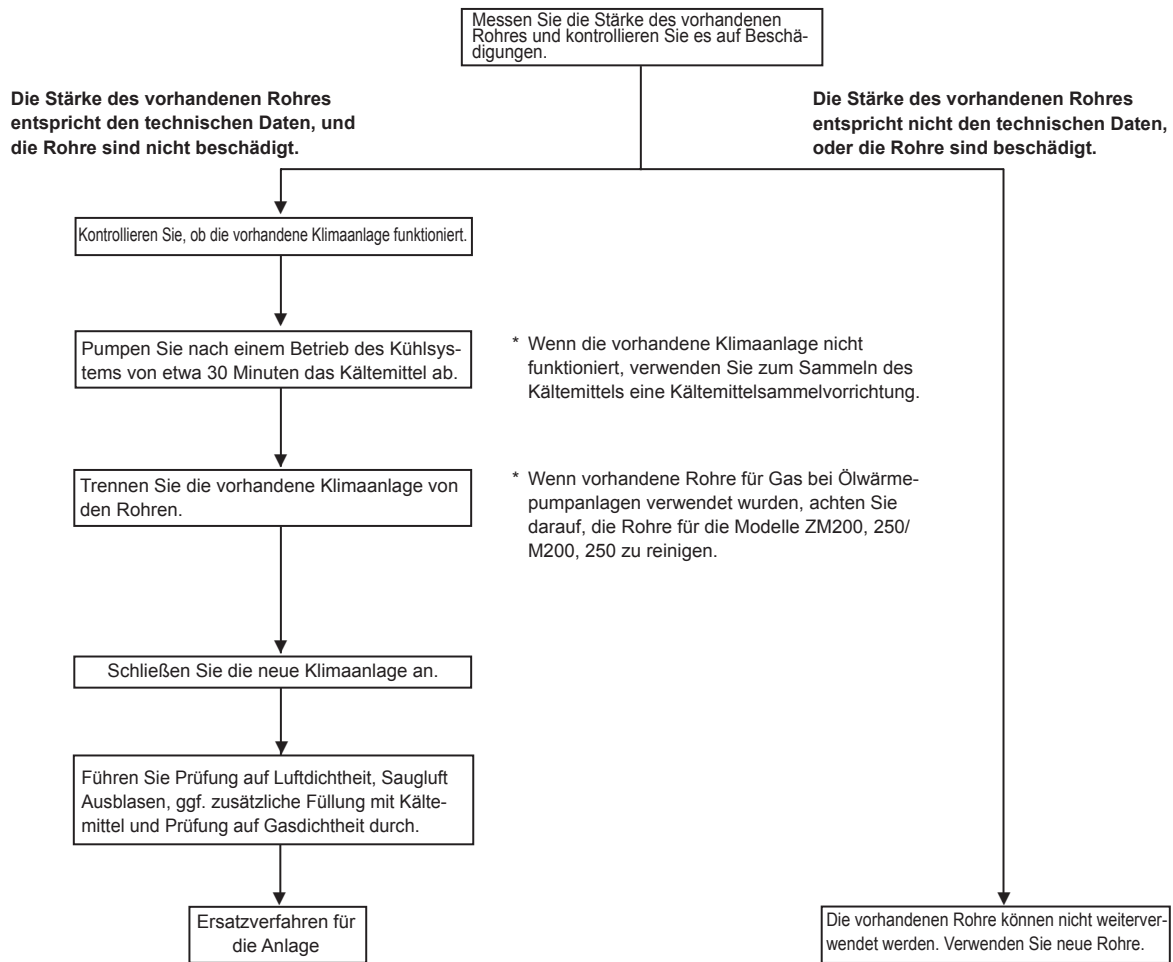 Messen Sie die Stärke des vorhandenen
Rohres und kontrollieren Sie es auf Beschä-
digungen.
Die Stärke des vorhandenen Rohres
entspricht den technischen Daten, und
die Rohre sind nicht beschädigt.
Die Stärke des vorhandenen Rohres
entspricht nicht den technischen Daten,
oder die Rohre sind beschädigt.
Kontrollieren Sie, ob die vorhandene Klimaanlage funktioniert.
Pumpen Sie nach einem Betrieb des Kühlsys-
tems von etwa 30 Minuten das Kältemittel ab.
* Wenn die vorhandene Klimaanlage nicht
funktioniert, verwenden Sie zum Sammeln des
Kältemittels eine Kältemittelsammelvorrichtung.
Trennen Sie die vorhandene Klimaanlage von
den Rohren.
* Wenn vorhandene Rohre für Gas bei Ölwärme-
pumpanlagen verwendet wurden, achten Sie
darauf, die Rohre für die Modelle ZM200, 250/
M200, 250 zu reinigen.
Schließen Sie die neue Klimaanlage an.
Führen Sie Prüfung auf Luftdichtheit, Saugluft
Ausblasen, ggf. zusätzliche Füllung mit Kälte-
mittel und Prüfung auf Gasdichtheit durch.
Ersatzverfahren für
die Anlage
Die vorhandenen Rohre können nicht weiterver-
wendet werden. Verwenden Sie neue Rohre.